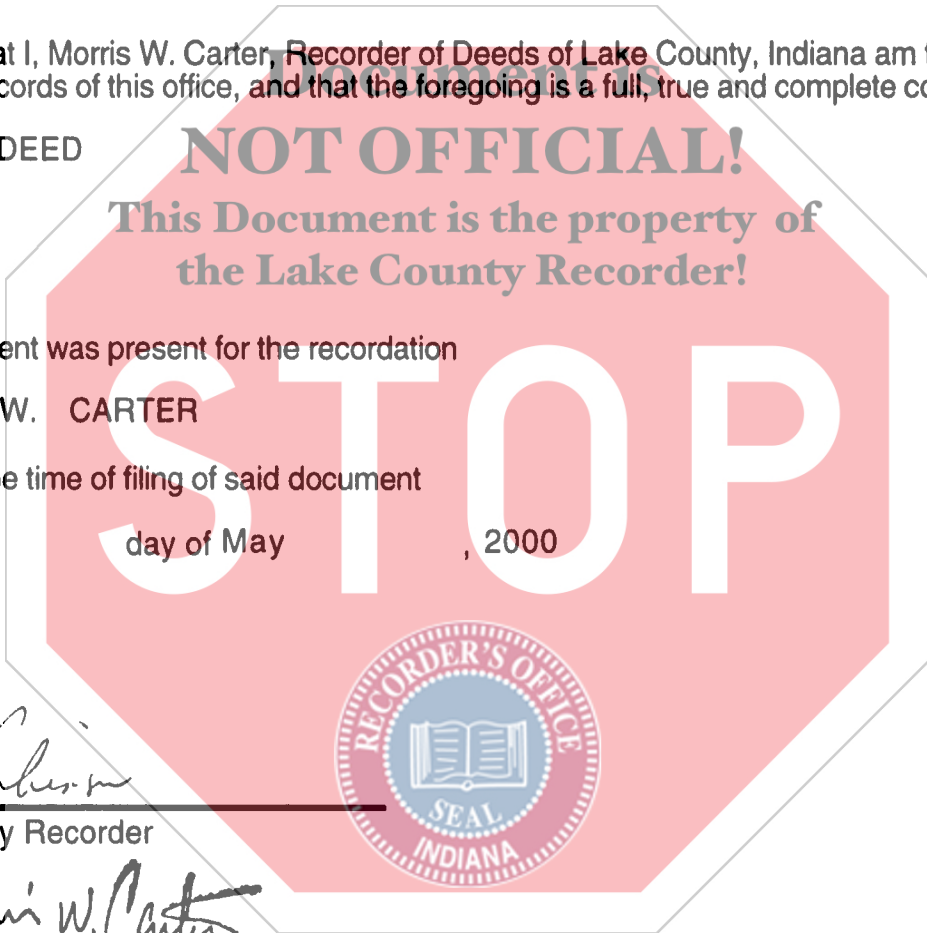 at I, Morris W. Carter, Recorder of Deeds of Lake County, Indiana am
Document is
cords of this office, and that the foregoing is a full, true and complete co
DEED
NOT OFFICIAL!
This Document is the property of
the Lake County Recorder!
ent was present for the recordation
STOP
W. CARTER
e time of filing of said document
day of May , 2000
RECORDER'S OFFICE
SEAL
INDIANA
y Recorder
W. Carter